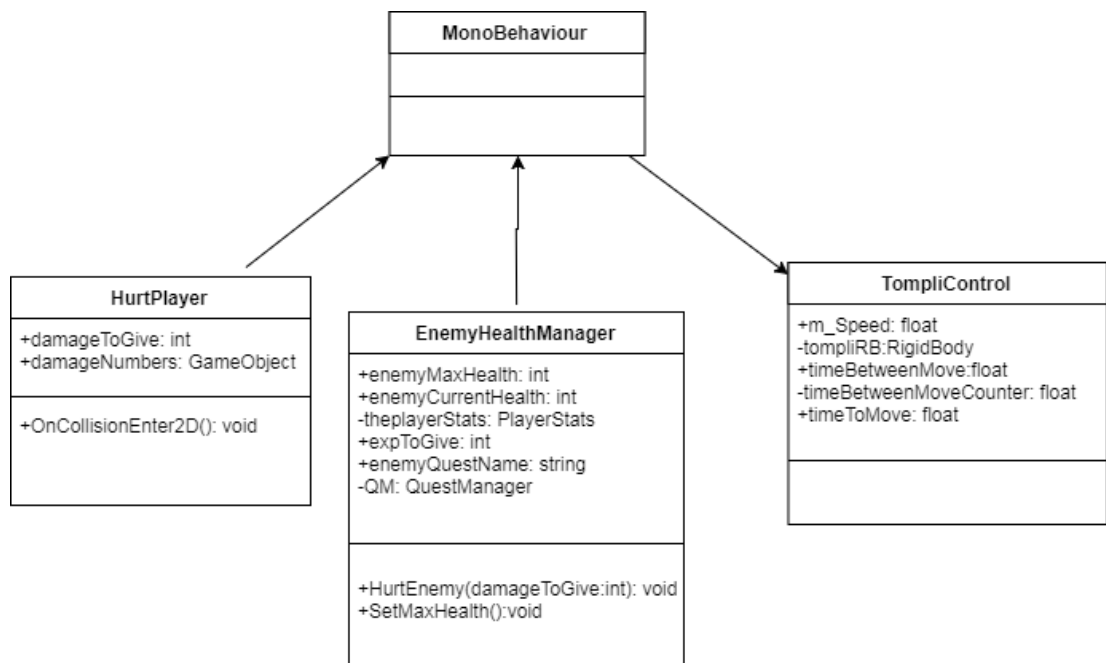 MonoBehaviour
HurtPlayer
+damageToGive: int
+damageNumbers: GameObject
+OnCollisionEnter2D(): void
EnemyHealthManager
+enemyMaxHealth: int
+enemyCurrentHealth: int
-theplayerStats: PlayerStats
+expToGive: int
+enemyQuestName: string
-QM: QuestManager
+HurtEnemy(damageToGive:int): void
+SetMaxHealth():void
TompliControl
+m_Speed: float
-tompliRB:RigidBody
+timeBetweenMove:float
-timeBetweenMoveCounter: float
+timeToMove: float